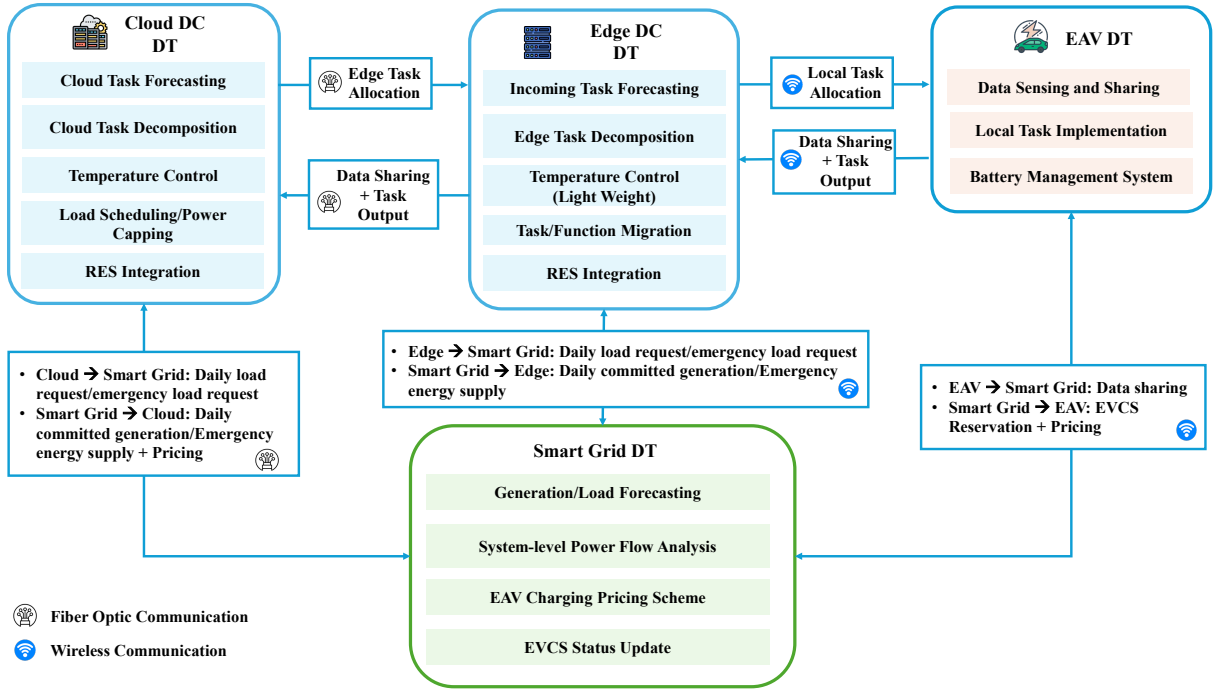 Cloud DC
DT
Cloud Task Forecasting
Cloud Task Decomposition
Temperature Control
Load Scheduling/Power
Capping
RES Integration
Edge Task
Allocation
Data Sharing
+ Task
Output
Edge DC
DT
Incoming Task Forecasting
Edge Task Decomposition
Temperature Control
(Light Weight)
Task/Function Migration
RES Integration
Local Task
Allocation
Data Sharing
+ Task
Output
EAV DT
Data Sensing and Sharing
Local Task Implementation
Battery Management System
• Cloud → Smart Grid: Daily load
request/emergency load request
• Smart Grid → Cloud: Daily
committed generation/Emergency
energy supply + Pricing
• Edge → Smart Grid: Daily load request/emergency load request
• Smart Grid → Edge: Daily committed generation/Emergency
energy supply
• EAV → Smart Grid: Data sharing
• Smart Grid → EAV: EVCS
Reservation + Pricing
Smart Grid DT
Generation/Load Forecasting
System-level Power Flow Analysis
EAV Charging Pricing Scheme
EVCS Status Update
Fiber Optic Communication
Wireless Communication